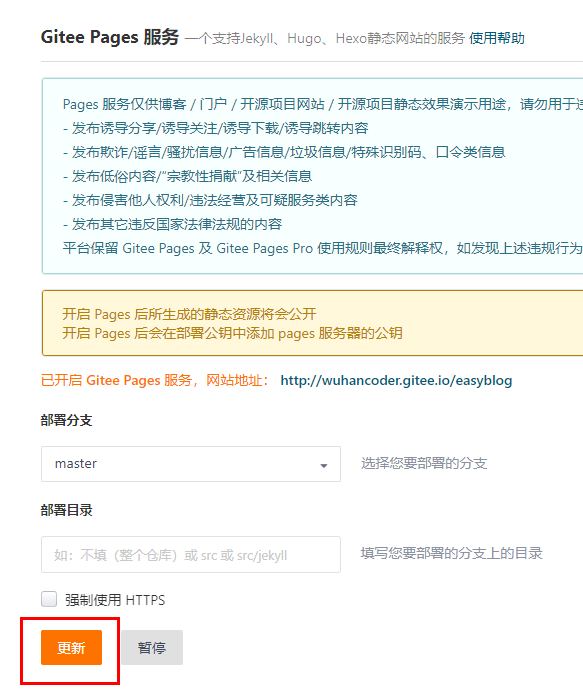 Gitee Pages 服务 一个支持Jekyll、Hugo、Hexo静态网站的服务 使用帮助
Pages 服务仅供博客 / 门户 / 开源项目网站 / 开源项目静态效果演示用途，请勿用于违
- 发布诱导分享/诱导关注/诱导下载/诱导跳转内容
- 发布欺诈/谣言/骚扰信息/广告信息/垃圾信息/特殊识别码、口令类信息
- 发布低俗内容/“宗教性捐献”及相关信息
- 发布侵害他人权利/违法经营及可疑服务类内容
- 发布其它违反国家法律法规的内容
平台保留 Gitee Pages 及 Gitee Pages Pro 使用规则最终解释权，如发现上述违规行为
开启 Pages 后所生成的静态资源将会公开
开启 Pages 后会在部署公钥中添加 pages 服务器的公钥
已开启 Gitee Pages 服务，网站地址： http://wuhancoder.gitee.io/easyblog
部署分支
master 选择您要部署的分支
部署目录
如：不填（整个仓库）或 src 或 src/jekyll 填写您要部署的分支上的目录
强制使用 HTTPS
更新 暂停